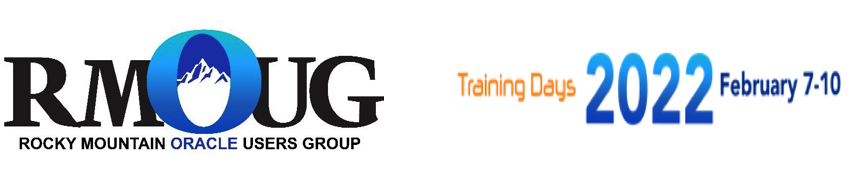 RMOUG
ROCKY MOUNTAIN ORACLE USERS GROUP
Training Days 2022 February 7-10